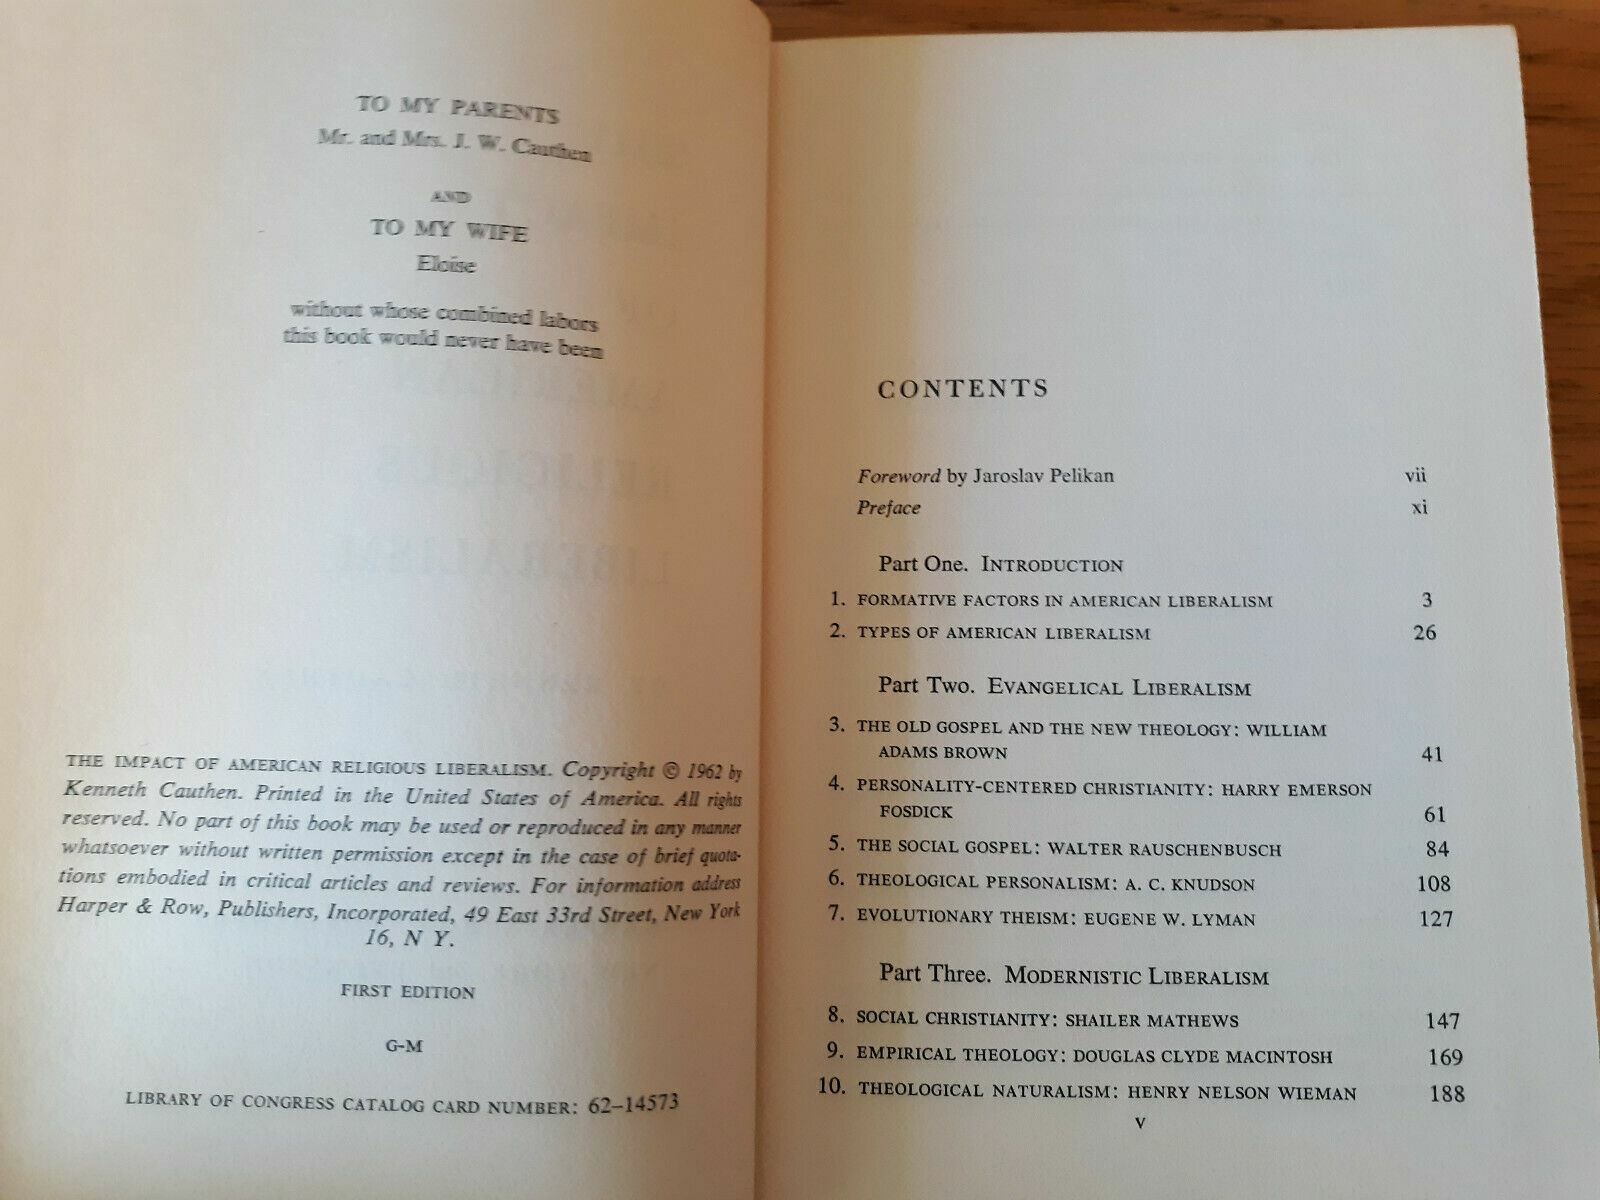 TO MY PARENTS
Mr. and Mrs. J. W. Cauthen
AND
TO MY WIFE
Eloise
without whose combined labors
this book would never have been
THE IMPACT OF AMERICAN RELIGIOUS LIBERALISM. Copyright © 1962 by
Kenneth Cauthen. Printed in the United States of America. All rights
reserved. No part of this book may be used or reproduced in any manner
whatsoever without written permission except in the case of brief quota-
tions embodied in critical articles and reviews. For information address
Harper & Row, Publishers, Incorporated, 49 East 33rd Street, New York
16, N Y.
FIRST EDITION
G-M
LIBRARY OF CONGRESS CATALOG CARD NUMBER: 62-14573
CONTENTS
Foreword by Jaroslav Pelikan vii
Preface xi
Part One. INTRODUCTION
1. FORMATIVE FACTORS IN AMERICAN LIBERALISM 3
2. TYPES OF AMERICAN LIBERALISM 26
Part Two. EVANGELICAL LIBERALISM
3. THE OLD GOSPEL AND THE NEW THEOLOGY: WILLIAM
ADAMS BROWN 41
4. PERSONALITY-CENTERED CHRISTIANITY: HARRY EMERSON
FOSDICK 61
5. THE SOCIAL GOSPEL: WALTER RAUSCHENBUSCH 84
6. THEOLOGICAL PERSONALISM: A. C. KNUDSON 108
7. EVOLUTIONARY THEISM: EUGENE W. LYMAN 127
Part Three. MODERNISTIC LIBERALISM
8. SOCIAL CHRISTIANITY: SHAILER MATHEWS 147
9. EMPIRICAL THEOLOGY: DOUGLAS CLYDE MACINTOSH 169
10. THEOLOGICAL NATURALISM: HENRY NELSON WIEMAN 188
v